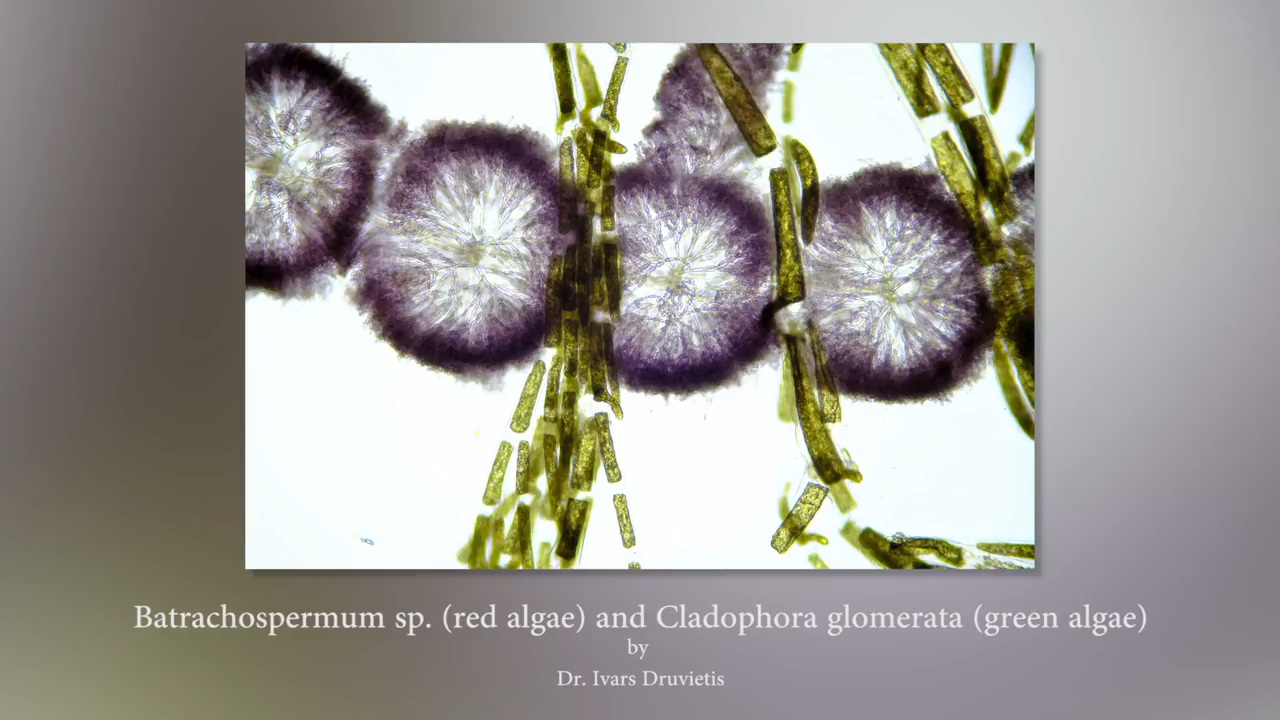 Batrachospermum sp. (red algae) and Cladophora glomerata (green algae)
by
Dr. Ivars Druvietis